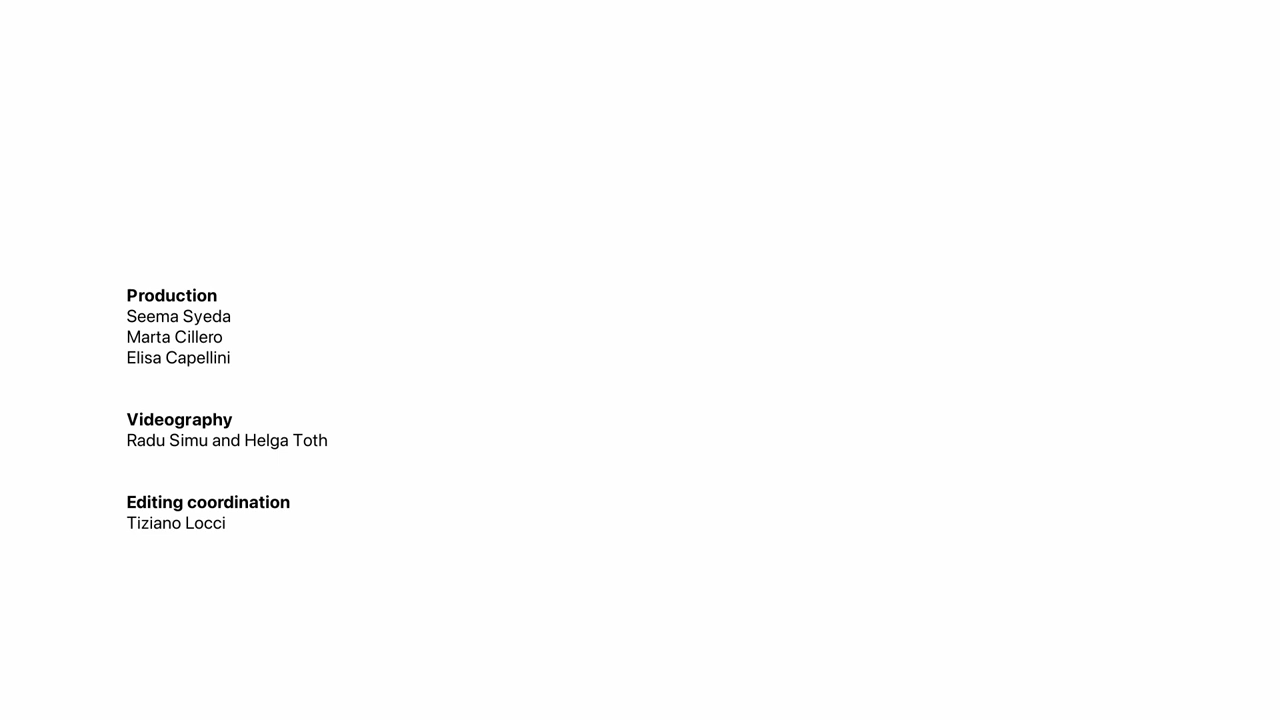 Production
Seema Syeda
Marta Cillero
Elisa Capellini
Videography
Radu Simu and Helga Toth
Editing coordination
Tiziano Locci